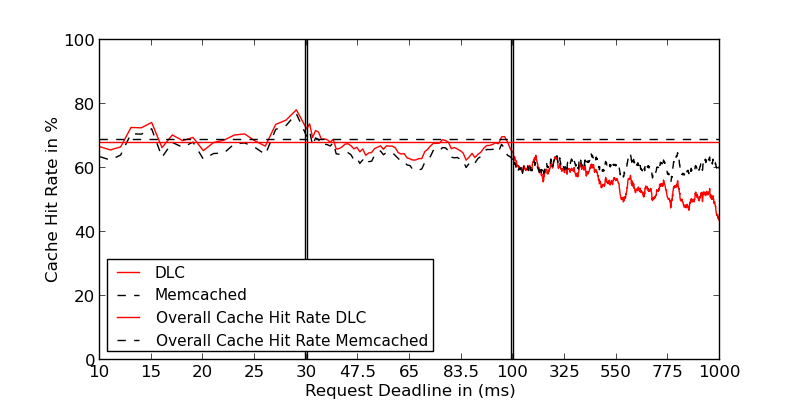 100
80
60
40
20
0
Cache Hit Rate in %
DLC
Memcached
Overall Cache Hit Rate DLC
Overall Cache Hit Rate Memcached
10 15 20 25 30 47.5 65 83.5 100 325 550 775 1000
Request Deadline in (ms)